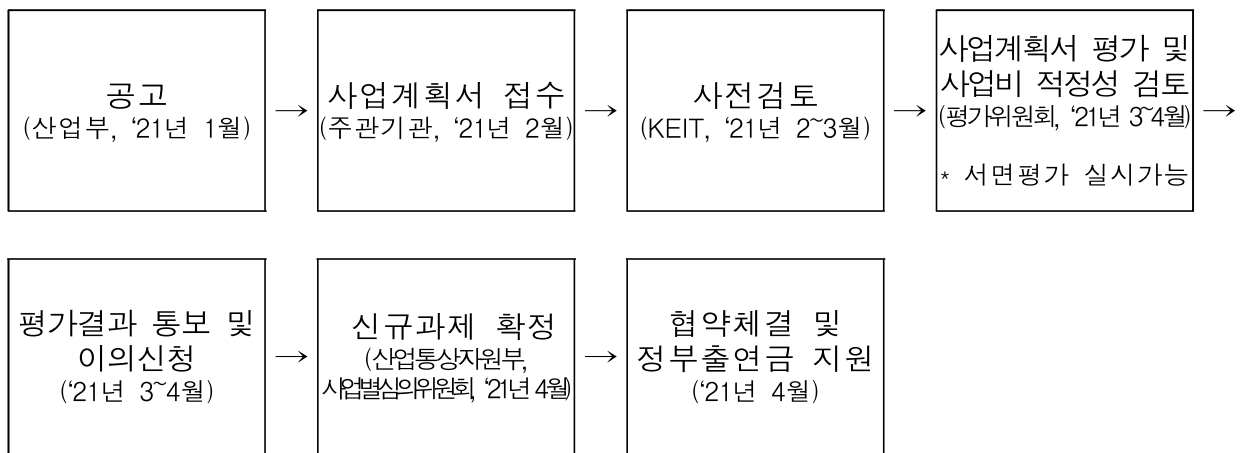 공고
(산업부, ‘21년 1월)
→
사업계획서 접수
(주관기관, ‘21년 2월)
→
사전검토
(KEIT, ‘21년 2~3월)
→
사업계획서 평가 및
사업비 적정성 검토
(평가위원회, ‘21년 3~4월)
* 서면평가 실시가능
→
평가결과 통보 및
이의신청
(‘21년 3~4월)
→
신규과제 확정
(산업통상자원부,
사업별심의위원회, ‘21년 4월)
→
협약체결 및
정부출연금 지원
(‘21년 4월)